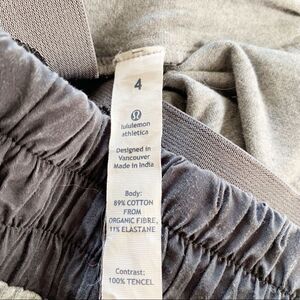 4
lululemon
athletica
Designed in
Vancouver
Made in India
Body:
89% COTTON
FROM
ORGANIC FIBRE,
11% ELASTANE
Contrast:
100% TENCEL